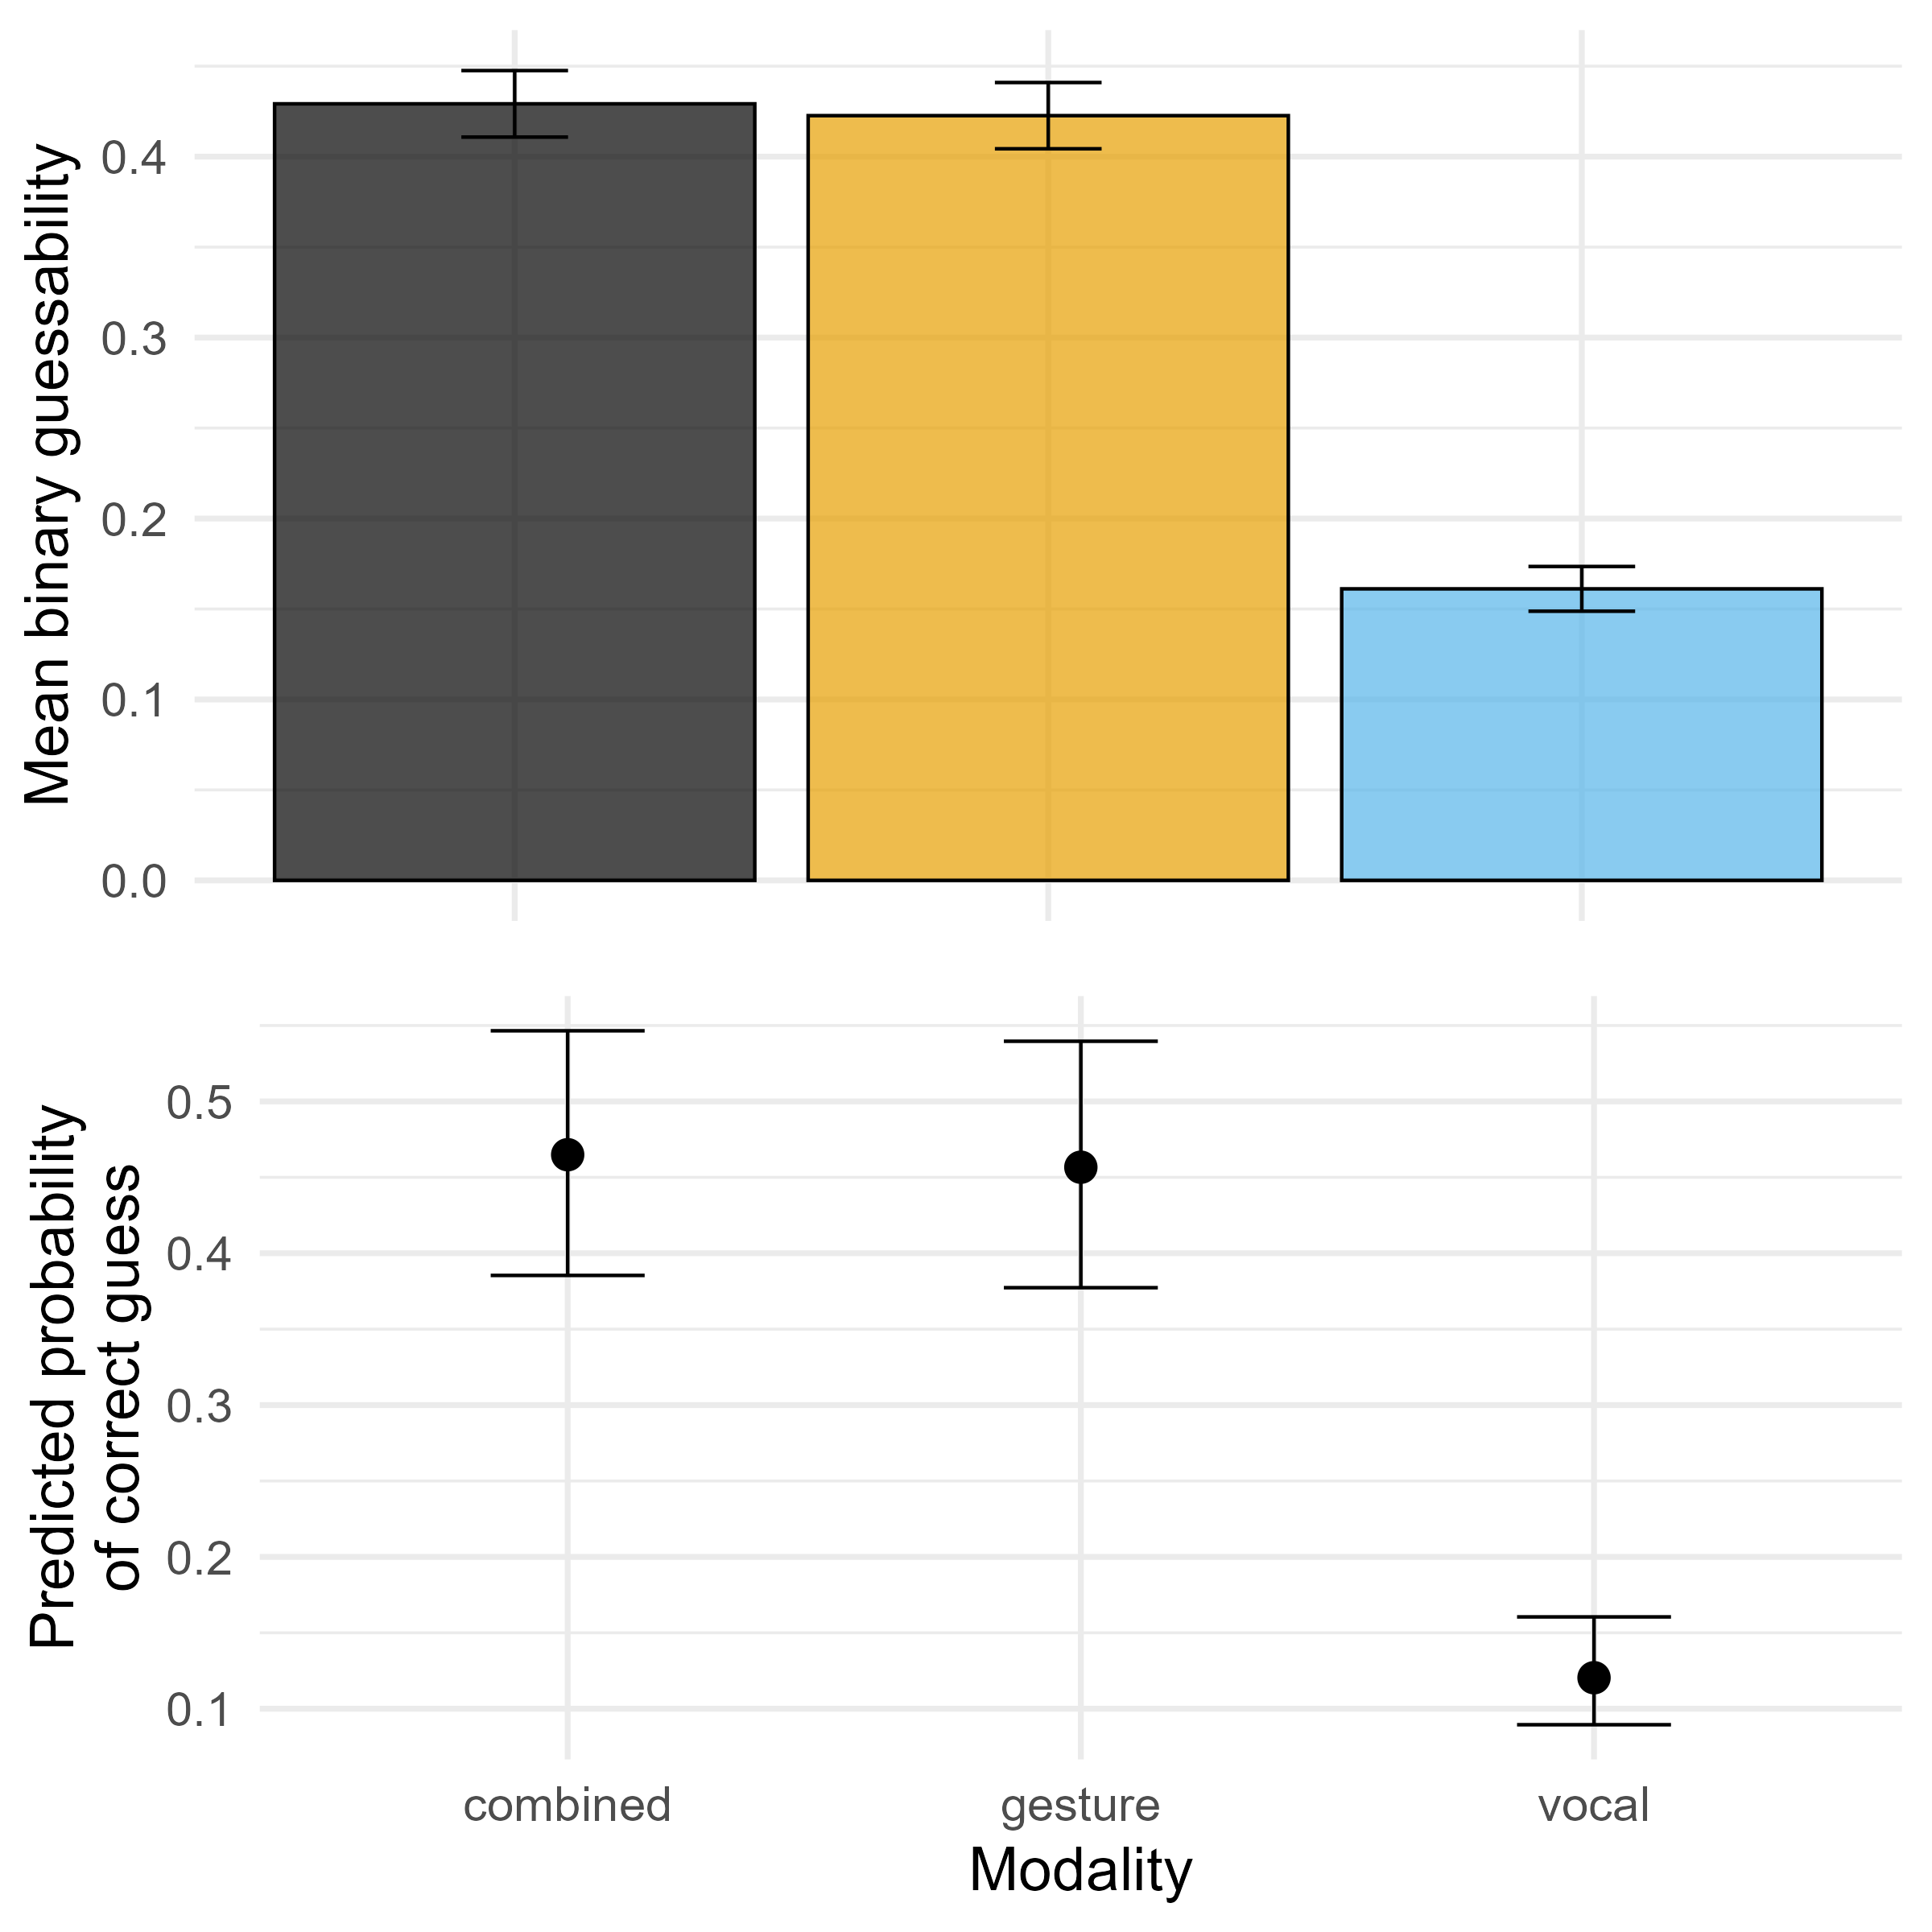 Mean binary guessability
0.4
0.3
0.2
0.1
0.0
Predicted probability
of correct guess
0.5
0.4
0.3
0.2
0.1
combined gesture vocal
Modality